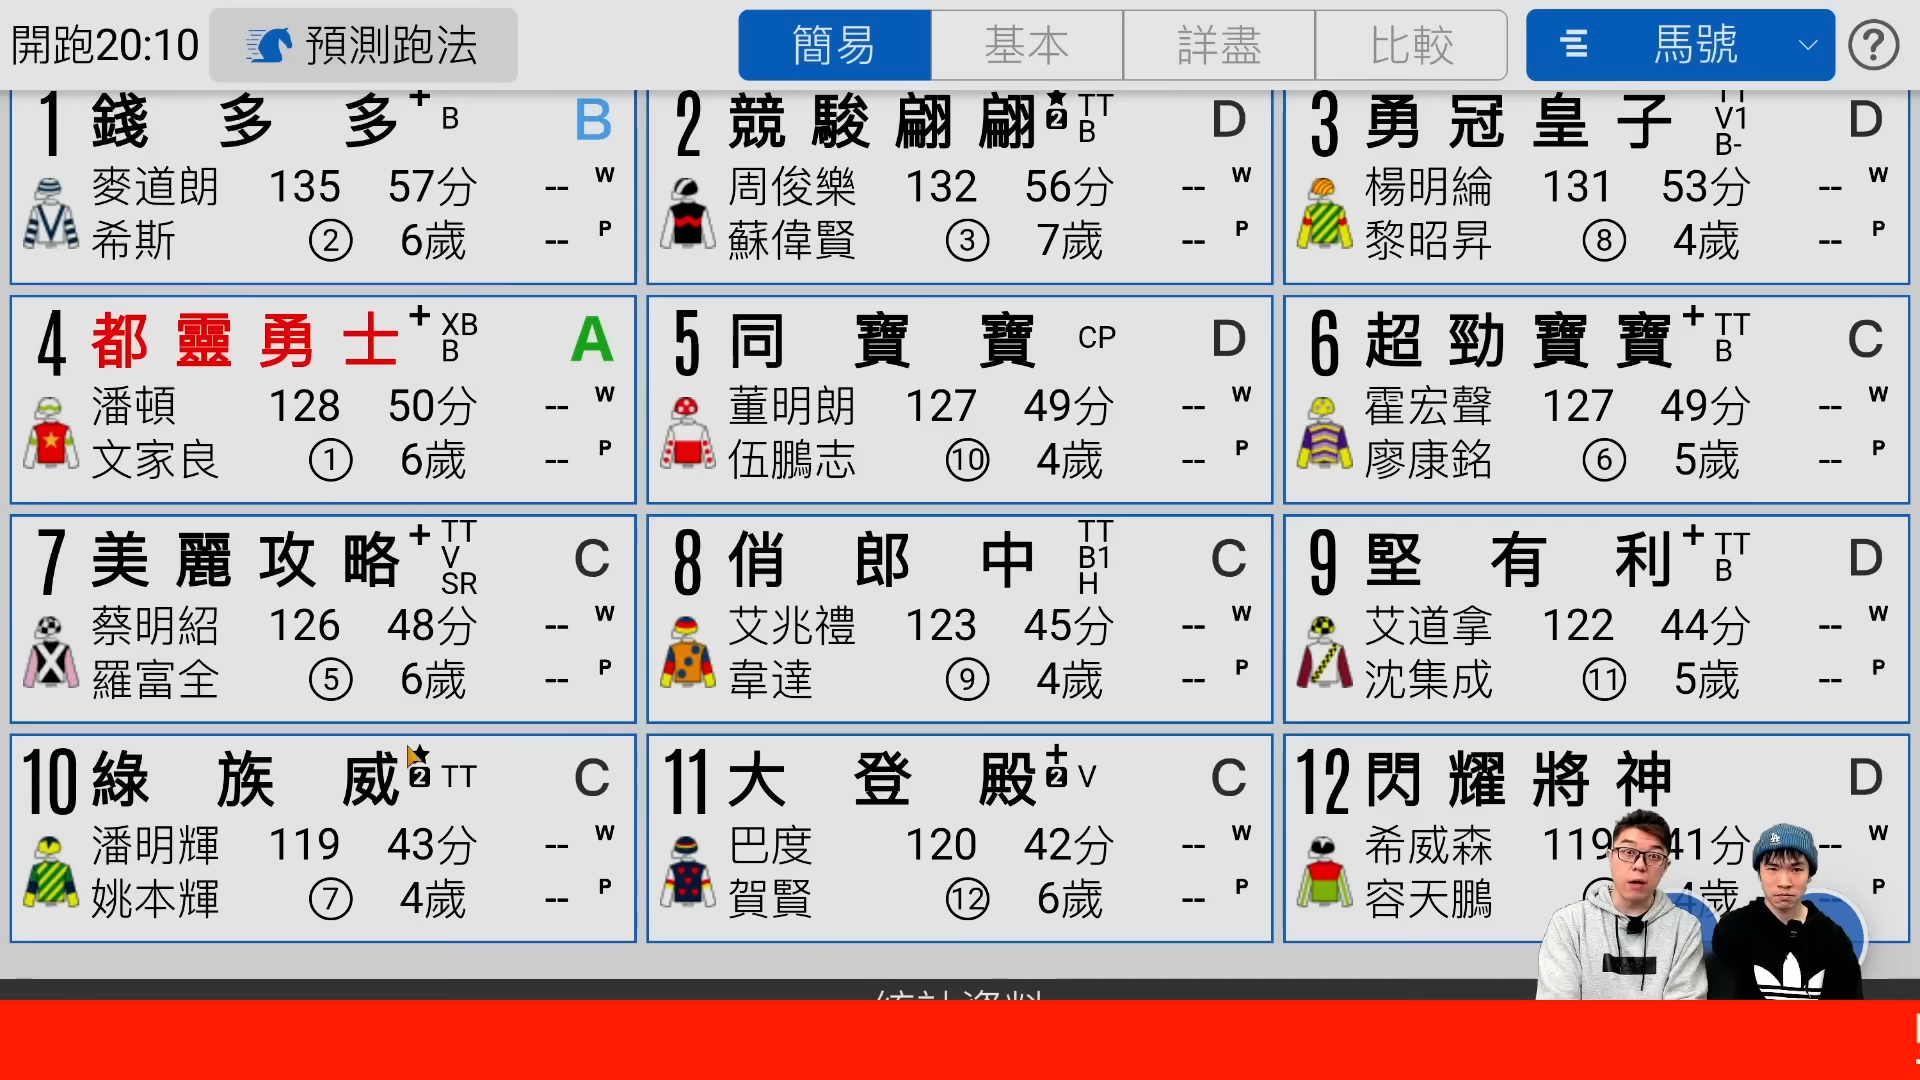 開跑20:10 預測跑法 簡易 基本 詳盡 比較 馬號 ?
1 錢多多 + B B
麥道朗 135 57分 -- W
希斯 2 6歲 -- P
2 競駿翩翩 ★ 2 TT B D
周俊樂 132 56分 -- W
蘇偉賢 3 7歲 -- P
3 勇冠皇子 TT V1 B- D
楊明綸 131 53分 -- W
黎昭昇 8 4歲 -- P
4 都靈勇士 + XB B A
潘頓 128 50分 -- W
文家良 1 6歲 -- P
5 同寶寶 CP D
董明朗 127 49分 -- W
伍鵬志 10 4歲 -- P
6 超勁寶寶 + TT B C
霍宏聲 127 49分 -- W
廖康銘 6 5歲 -- P
7 美麗攻略 + TT V SR C
蔡明紹 126 48分 -- W
羅富全 5 6歲 -- P
8 俏郎中 TT B1 H C
艾兆禮 123 45分 -- W
韋達 9 4歲 -- P
9 堅有利 + TT B D
艾道拿 122 44分 -- W
沈集成 11 5歲 -- P
10 綠族威 ★ 2 TT C
潘明輝 119 43分 -- W
姚本輝 7 4歲 -- P
11 大登殿 + 2 V C
巴度 120 42分 -- W
賀賢 12 6歲 -- P
12 閃耀將神 D
希威森 119 41分 -- W
容天鵬 4歲 -- P